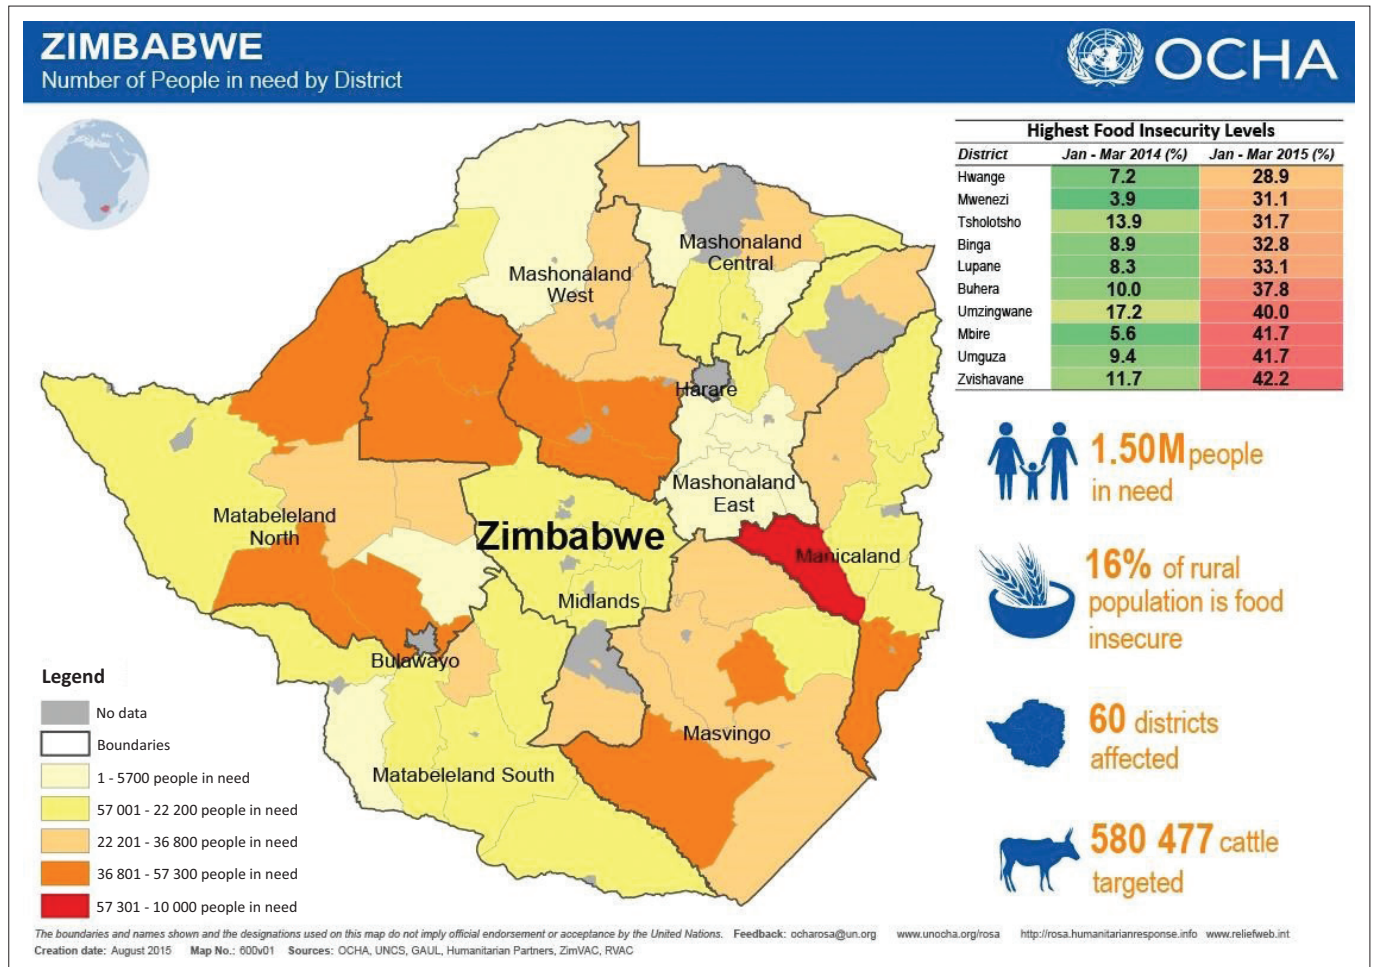 ZIMBABWE
Number of People in need by District
OCHA
Highest Food Insecurity Levels
District Jan - Mar 2014 (%) Jan - Mar 2015 (%)
Hwange 7.2 28.9
Mwenezi 3.9 31.1
Tsholotsho 13.9 31.7
Binga 8.9 32.8
Lupane 8.3 33.1
Buhera 10.0 37.8
Umzingwane 17.2 40.0
Mbire 5.6 41.7
Umguza 9.4 41.7
Zvishavane 11.7 42.2
Mashonaland
Central
Mashonaland
West
Harare
Mashonaland
East
Matabeleland
North
Zimbabwe
Manicaland
Midlands
Bulawayo
Masvingo
Matabeleland South
1.50M people
in need
16% of rural
population is food
insecure
60 districts
affected
580 477 cattle
targeted
Legend
No data
Boundaries
1 - 5700 people in need
57 001 - 22 200 people in need
22 201 - 36 800 people in need
36 801 - 57 300 people in need
57 301 - 10 000 people in need
The boundaries and names shown and the designations used on this map do not imply official endorsement or acceptance by the United Nations. Feedback: ocharosa@un.org www.unocha.org/rosa http://rosa.humanitarianresponse.info www.reliefweb.int
Creation date: August 2015 Map No.: 600v01 Sources: OCHA, UNCS, GAUL, Humanitarian Partners, ZimVAC, RVAC